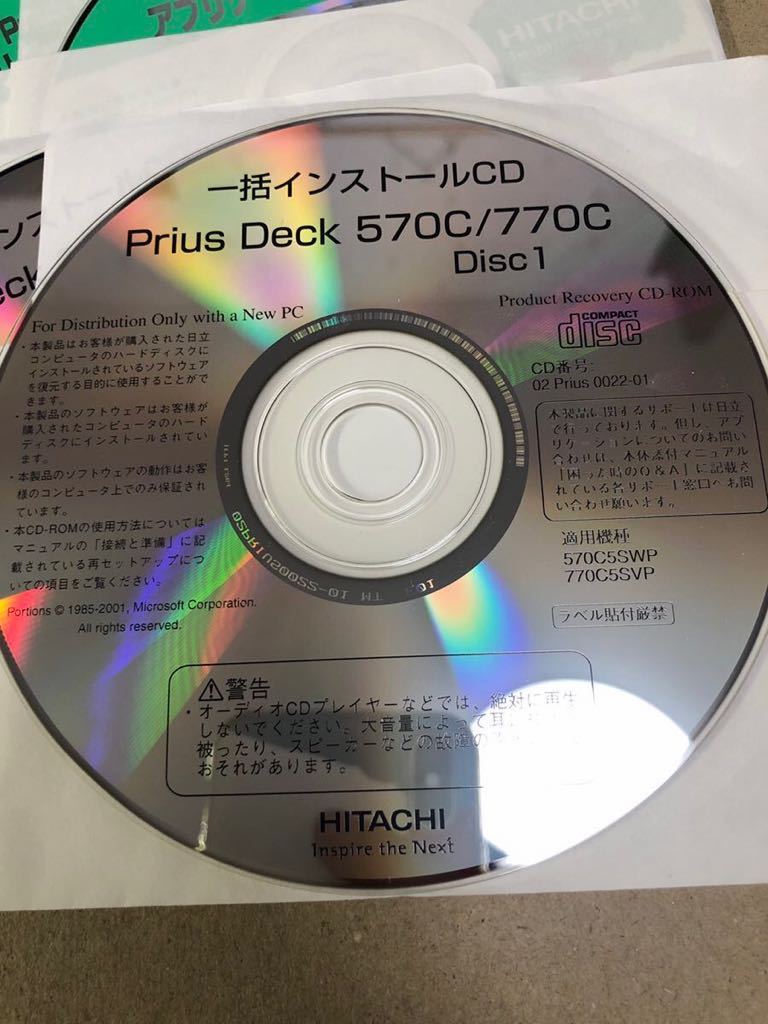 アプリケ
HITACHI
一括インストールCD
Prius Deck 570C/770C
Disc1
For Distribution Only with a New PC
・本製品はお客様が購入された日立
コンピュータのハードディスクに
インストールされているソフトウェア
を復元する目的に使用することがで
きます。
・本製品のソフトウェアはお客様が
購入されたコンピュータのハード
ディスクにインストールされてい
ます。
・本製品のソフトウェアの動作はお客
様のコンピュータ上でのみ保証され
ています。
・本CD-ROMの使用方法については
マニュアルの「接続と準備」に記
載されている再セットアップにつ
いての項目をご覧ください。
Portions © 1985-2001, Microsoft Corporation.
All rights reserved.
Product Recovery CD-ROM
COMPACT
disc
CD番号:
02 Prius 0022-01
本製品に関するサポートは日立
で行っております。但し、アプ
リケーションについてのお問い
合わせは、本体添付マニュアル
「困った時のQ&A」に記載さ
れている各サポート窓口へお問
い合わせ願います。
適用機種
570C5SWP
770C5SVP
ラベル貼付厳禁
02PRIUS0022-01
⚠警告
・オーディオCDプレイヤーなどでは、絶対に再生
しないでください。大音量によって耳に
被ったり、スピーカーなどの故障の
おそれがあります。
HITACHI
Inspire the Next